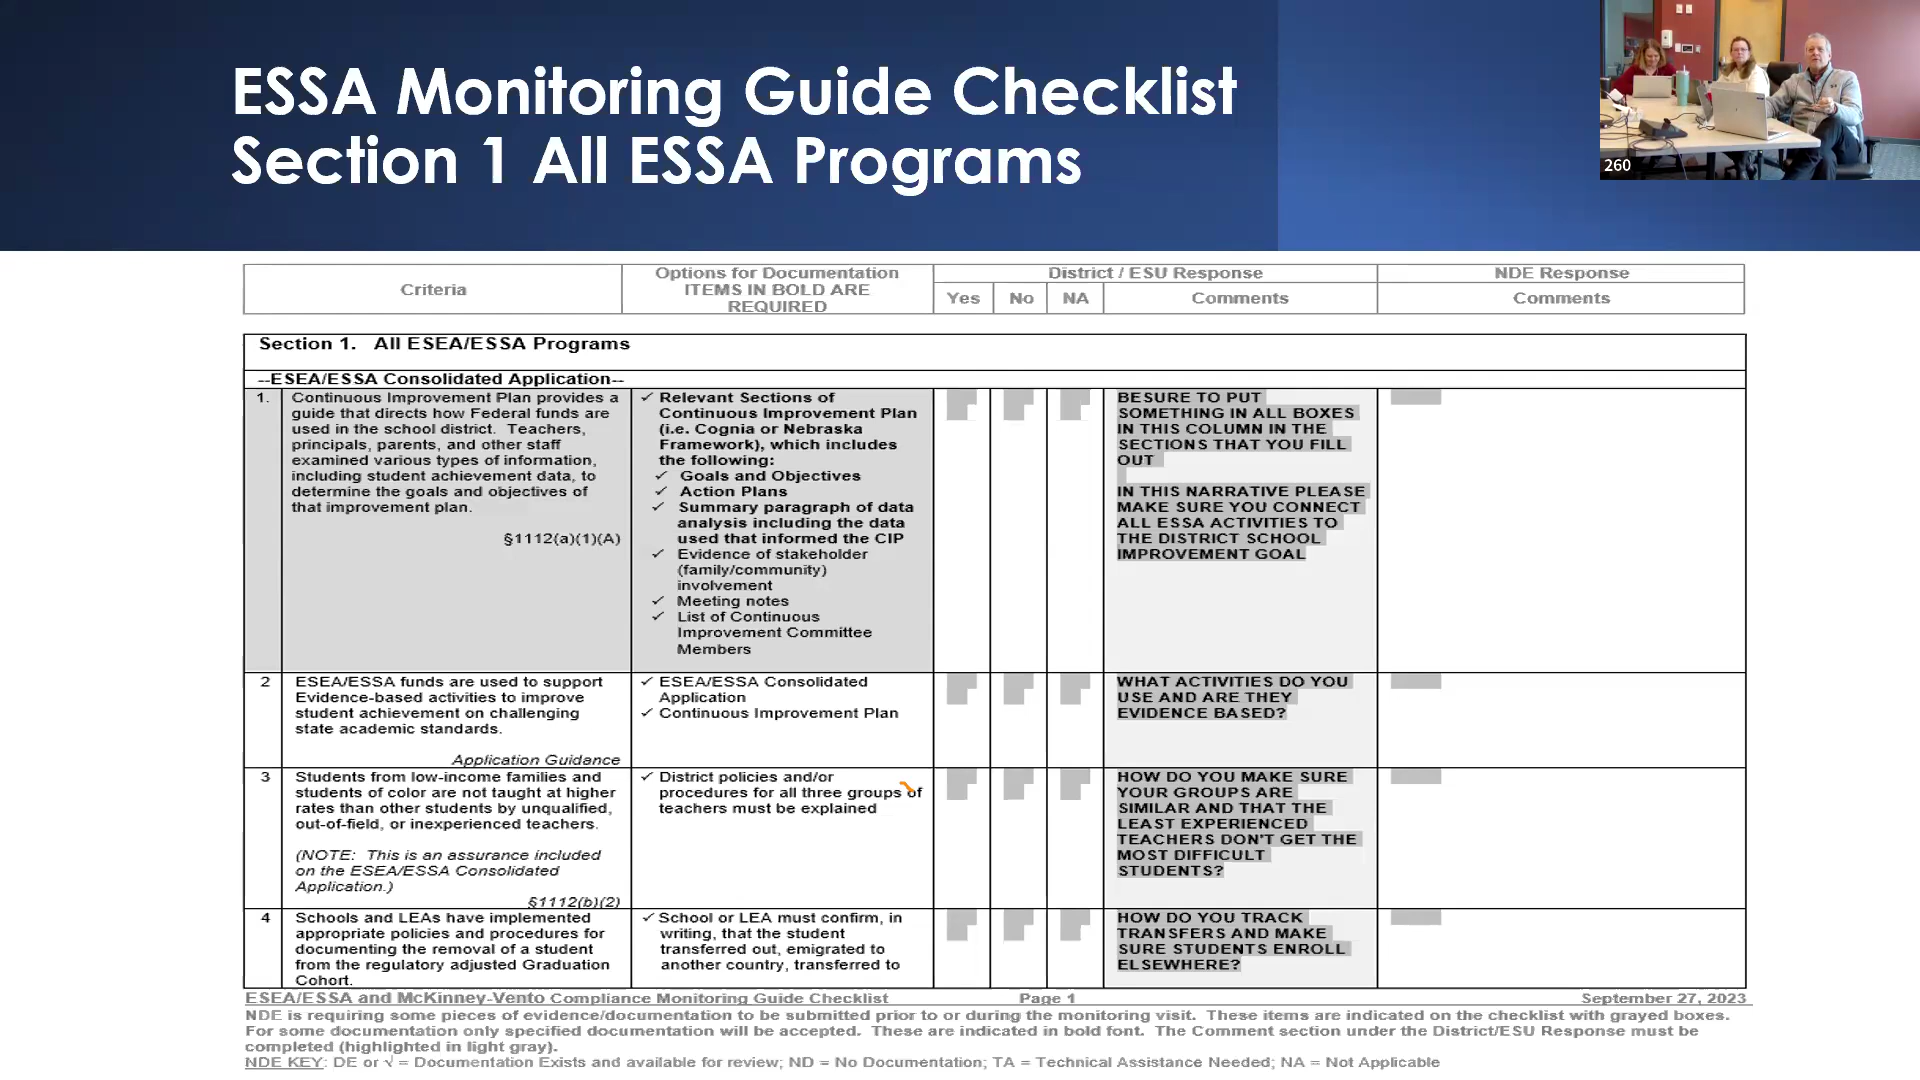 ESSA Monitoring Guide Checklist
Section 1 All ESSA Programs
260
Criteria
Options for Documentation
ITEMS IN BOLD ARE
REQUIRED
District / ESU Response
NDE Response
Yes
No
NA
Comments
Comments
Section 1. All ESEA/ESSA Programs
--ESEA/ESSA Consolidated Application--
1.
Continuous Improvement Plan provides a
guide that directs how Federal funds are
used in the school district. Teachers,
principals, parents, and other staff
examined various types of information,
including student achievement data, to
determine the goals and objectives of
that improvement plan.
§1112(a)(1)(A)
✓ Relevant Sections of
Continuous Improvement Plan
(i.e. Cognia or Nebraska
Framework), which includes
the following:
✓ Goals and Objectives
✓ Action Plans
✓ Summary paragraph of data
analysis including the data
used that informed the CIP
✓ Evidence of stakeholder
(family/community)
involvement
✓ Meeting notes
✓ List of Continuous
Improvement Committee
Members
BESURE TO PUT
SOMETHING IN ALL BOXES
IN THIS COLUMN IN THE
SECTIONS THAT YOU FILL
OUT
IN THIS NARRATIVE PLEASE
MAKE SURE YOU CONNECT
ALL ESSA ACTIVITIES TO
THE DISTRICT SCHOOL
IMPROVEMENT GOAL
2
ESEA/ESSA funds are used to support
Evidence-based activities to improve
student achievement on challenging
state academic standards.
Application Guidance
✓ ESEA/ESSA Consolidated
Application
✓ Continuous Improvement Plan
WHAT ACTIVITIES DO YOU
USE AND ARE THEY
EVIDENCE BASED?
3
Students from low-income families and
students of color are not taught at higher
rates than other students by unqualified,
out-of-field, or inexperienced teachers.
(NOTE: This is an assurance included
on the ESEA/ESSA Consolidated
Application.)
§1112(b)(2)
✓ District policies and/or
procedures for all three groups of
teachers must be explained
HOW DO YOU MAKE SURE
YOUR GROUPS ARE
SIMILAR AND THAT THE
LEAST EXPERIENCED
TEACHERS DON'T GET THE
MOST DIFFICULT
STUDENTS?
4
Schools and LEAs have implemented
appropriate policies and procedures for
documenting the removal of a student
from the regulatory adjusted Graduation
Cohort.
✓ School or LEA must confirm, in
writing, that the student
transferred out, emigrated to
another country, transferred to
HOW DO YOU TRACK
TRANSFERS AND MAKE
SURE STUDENTS ENROLL
ELSEWHERE?
ESEA/ESSA and McKinney-Vento Compliance Monitoring Guide Checklist
Page 1
September 27, 2023
NDE is requiring some pieces of evidence/documentation to be submitted prior to or during the monitoring visit. These items are indicated on the checklist with grayed boxes.
For some documentation only specified documentation will be accepted. These are indicated in bold font. The Comment section under the District/ESU Response must be
completed (highlighted in light gray).
NDE KEY: DE or √ = Documentation Exists and available for review; ND = No Documentation; TA = Technical Assistance Needed; NA = Not Applicable